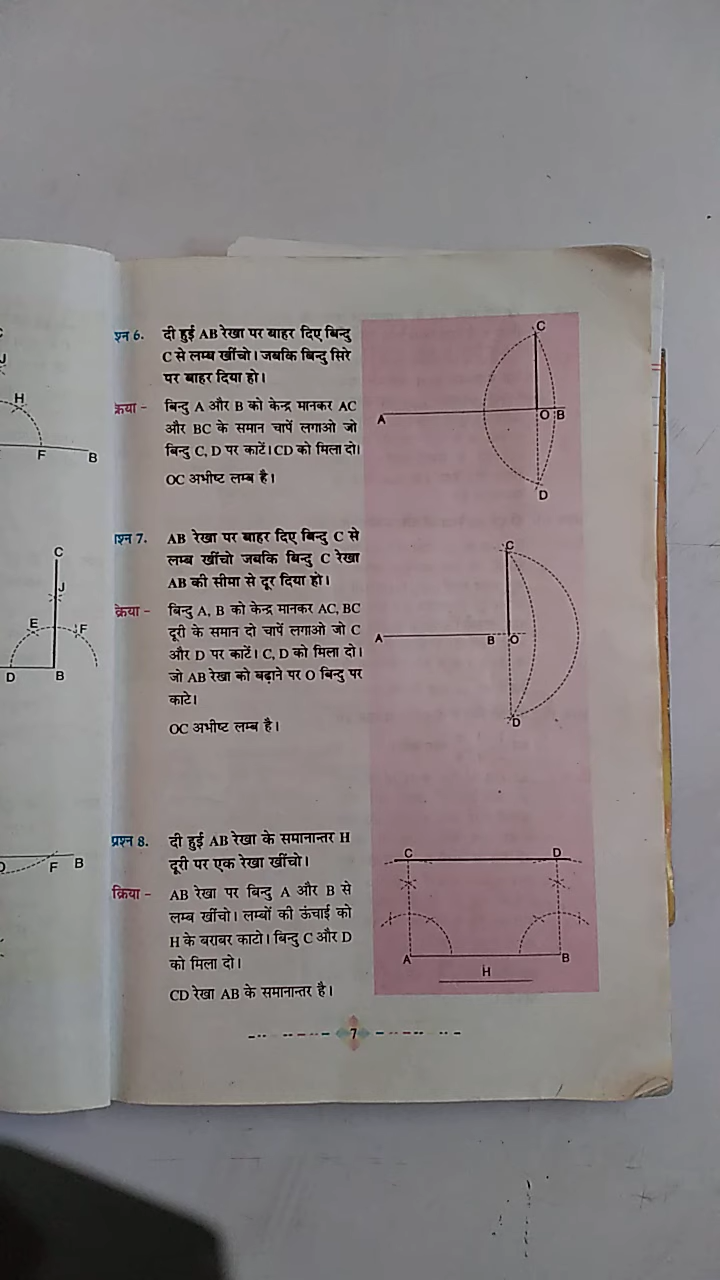 श्न 6. दी हुई AB रेखा पर बाहर दिए बिन्दु
C से लम्ब खींचो। जबकि बिन्दु सिरे
पर बाहर दिया हो।
क्रिया - बिन्दु A और B को केन्द्र मानकर AC
और BC के समान चापें लगाओ जो
बिन्दु C, D पर काटें। CD को मिला दो।
OC अभीष्ट लम्ब है।
C
A
O B
D
प्रश्न 7. AB रेखा पर बाहर दिए बिन्दु C से
लम्ब खींचो जबकि बिन्दु C रेखा
AB की सीमा से दूर दिया हो।
क्रिया - बिन्दु A, B को केन्द्र मानकर AC, BC
दूरी के समान दो चापें लगाओ जो C
और D पर काटें। C, D को मिला दो।
जो AB रेखा को बढ़ाने पर O बिन्दु पर
काटे।
OC अभीष्ट लम्ब है।
C
A B O
D
प्रश्न 8. दी हुई AB रेखा के समानान्तर H
दूरी पर एक रेखा खींचो।
क्रिया - AB रेखा पर बिन्दु A और B से
लम्ब खींचो। लम्बों की ऊंचाई को
H के बराबर काटो। बिन्दु C और D
को मिला दो।
CD रेखा AB के समानान्तर है।
C D
A B
H
7
J
H
F B
C
J
E F
D B
F B